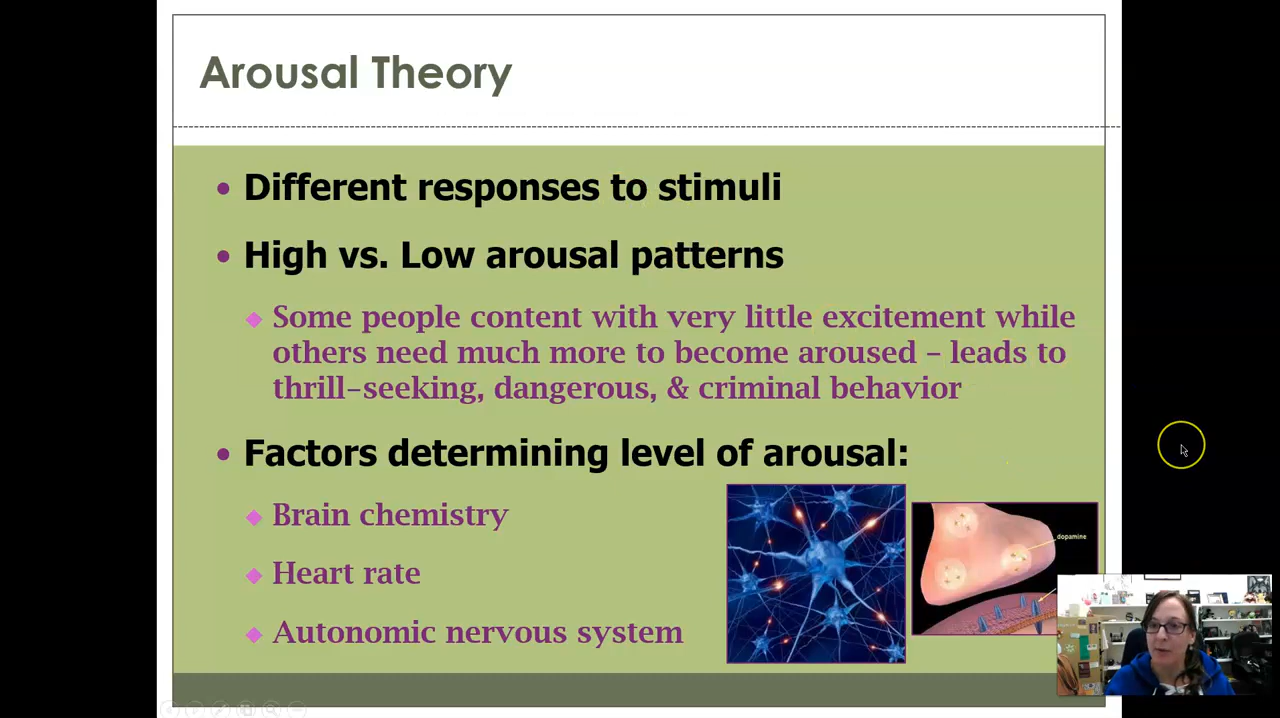 Arousal Theory
• Different responses to stimuli
• High vs. Low arousal patterns
◆ Some people content with very little excitement while
others need much more to become aroused – leads to
thrill-seeking, dangerous, & criminal behavior
• Factors determining level of arousal:
◆ Brain chemistry
◆ Heart rate
◆ Autonomic nervous system
dopamine